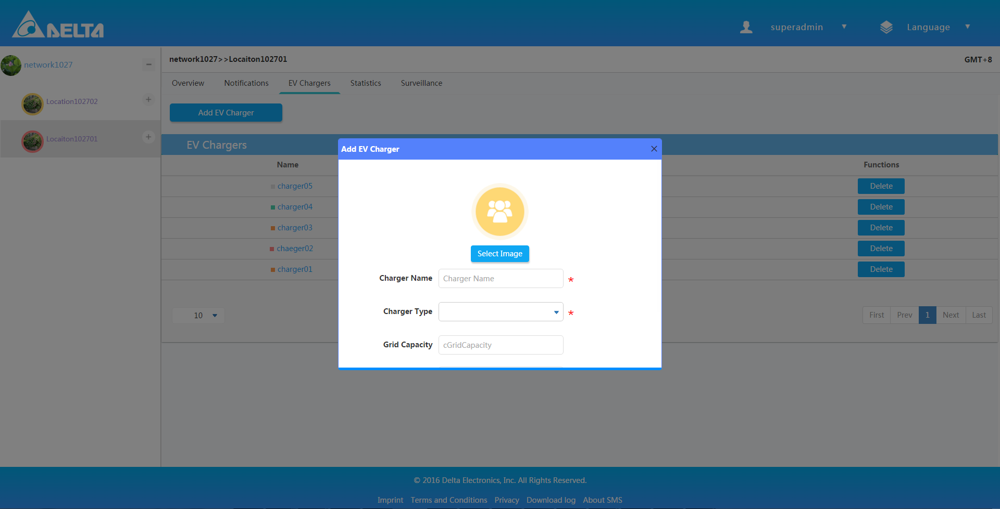 DELTA
superadmin
Language
network1027
Location102702
Locaiton102701
network1027>>Locaiton102701
GMT+8
Overview
Notifications
EV Chargers
Statistics
Surveillance
Add EV Charger
EV Chargers
Name
Functions
charger05
Delete
charger04
Delete
charger03
Delete
chaeger02
Delete
charger01
Delete
10
First
Prev
1
Next
Last
Add EV Charger
Select Image
Charger Name
Charger Name
*
Charger Type
*
Grid Capacity
cGridCapacity
© 2016 Delta Electronics, Inc. All Rights Reserved.
Imprint
Terms and Conditions
Privacy
Download log
About SMS